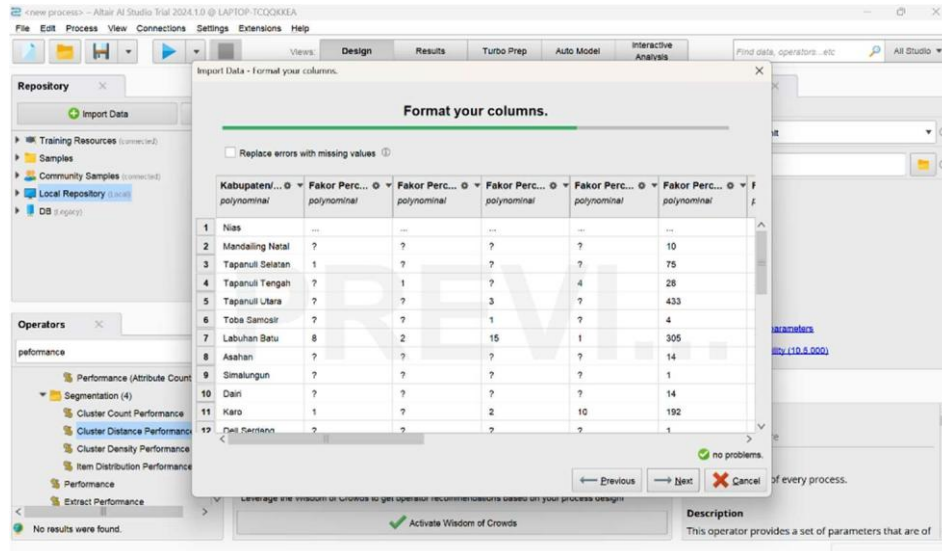 <new process> – Altair AI Studio Trial 2024.1.0 @ LAPTOP-TCQQKKEA
File Edit Process View Connections Settings Extensions Help
Views: Design Results Turbo Prep Auto Model Interactive Analysis
Find data, operators...etc All Studio
Repository
Import Data
Training Resources (connected)
Samples
Community Samples (connected)
Local Repository (Local)
DB (Legacy)
Operators
peformance
Performance (Attribute Count
Segmentation (4)
Cluster Count Performance
Cluster Distance Performanc
Cluster Density Performance
Item Distribution Performance
Performance
Extract Performance
No results were found.
Import Data - Format your columns.
Format your columns.
Replace errors with missing values
Kabupaten/... Fakor Perc... Fakor Perc... Fakor Perc... Fakor Perc... Fakor Perc... F
polynominal polynominal polynominal polynominal polynominal polynominal
1 Nias ... ... ... ... ...
2 Mandailing Natal ? ? ? ? 10
3 Tapanuli Selatan 1 ? ? ? 75
4 Tapanuli Tengah ? 1 ? 4 28
5 Tapanuli Utara ? ? 3 ? 433
6 Toba Samosir ? ? 1 ? 4
7 Labuhan Batu 8 2 15 1 305
8 Asahan ? ? ? ? 14
9 Simalungun ? ? ? ? 1
10 Dairi ? ? ? ? 14
11 Karo 1 ? 2 10 192
12 Deli Serdang ? ? ? ? 1
PREVI...
no problems.
Previous Next Cancel
Leverage the Wisdom of Crowds to get operator recommendations based on your process design!
Activate Wisdom of Crowds
parameters
ility (10.5.000)
of every process.
Description
This operator provides a set of parameters that are of